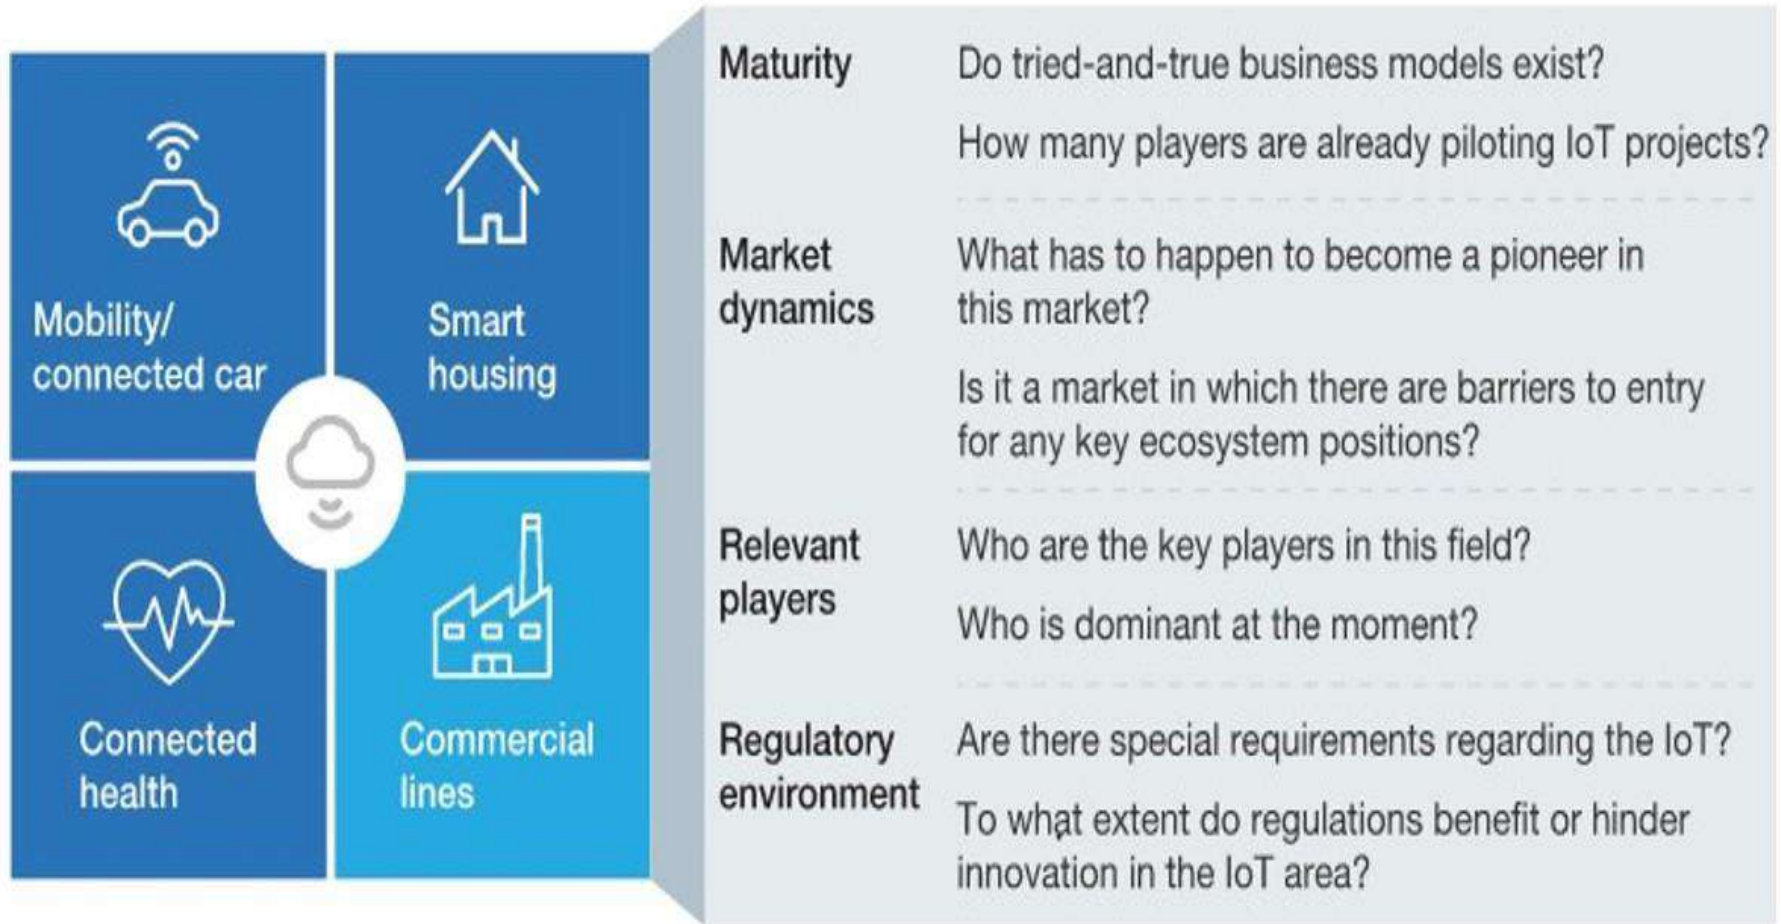 Mobility/
connected car
Smart
housing
Connected
health
Commercial
lines
Maturity
Do tried-and-true business models exist?
How many players are already piloting IoT projects?
Market
dynamics
What has to happen to become a pioneer in
this market?
Is it a market in which there are barriers to entry
for any key ecosystem positions?
Relevant
players
Who are the key players in this field?
Who is dominant at the moment?
Regulatory
environment
Are there special requirements regarding the IoT?
To what extent do regulations benefit or hinder
innovation in the IoT area?